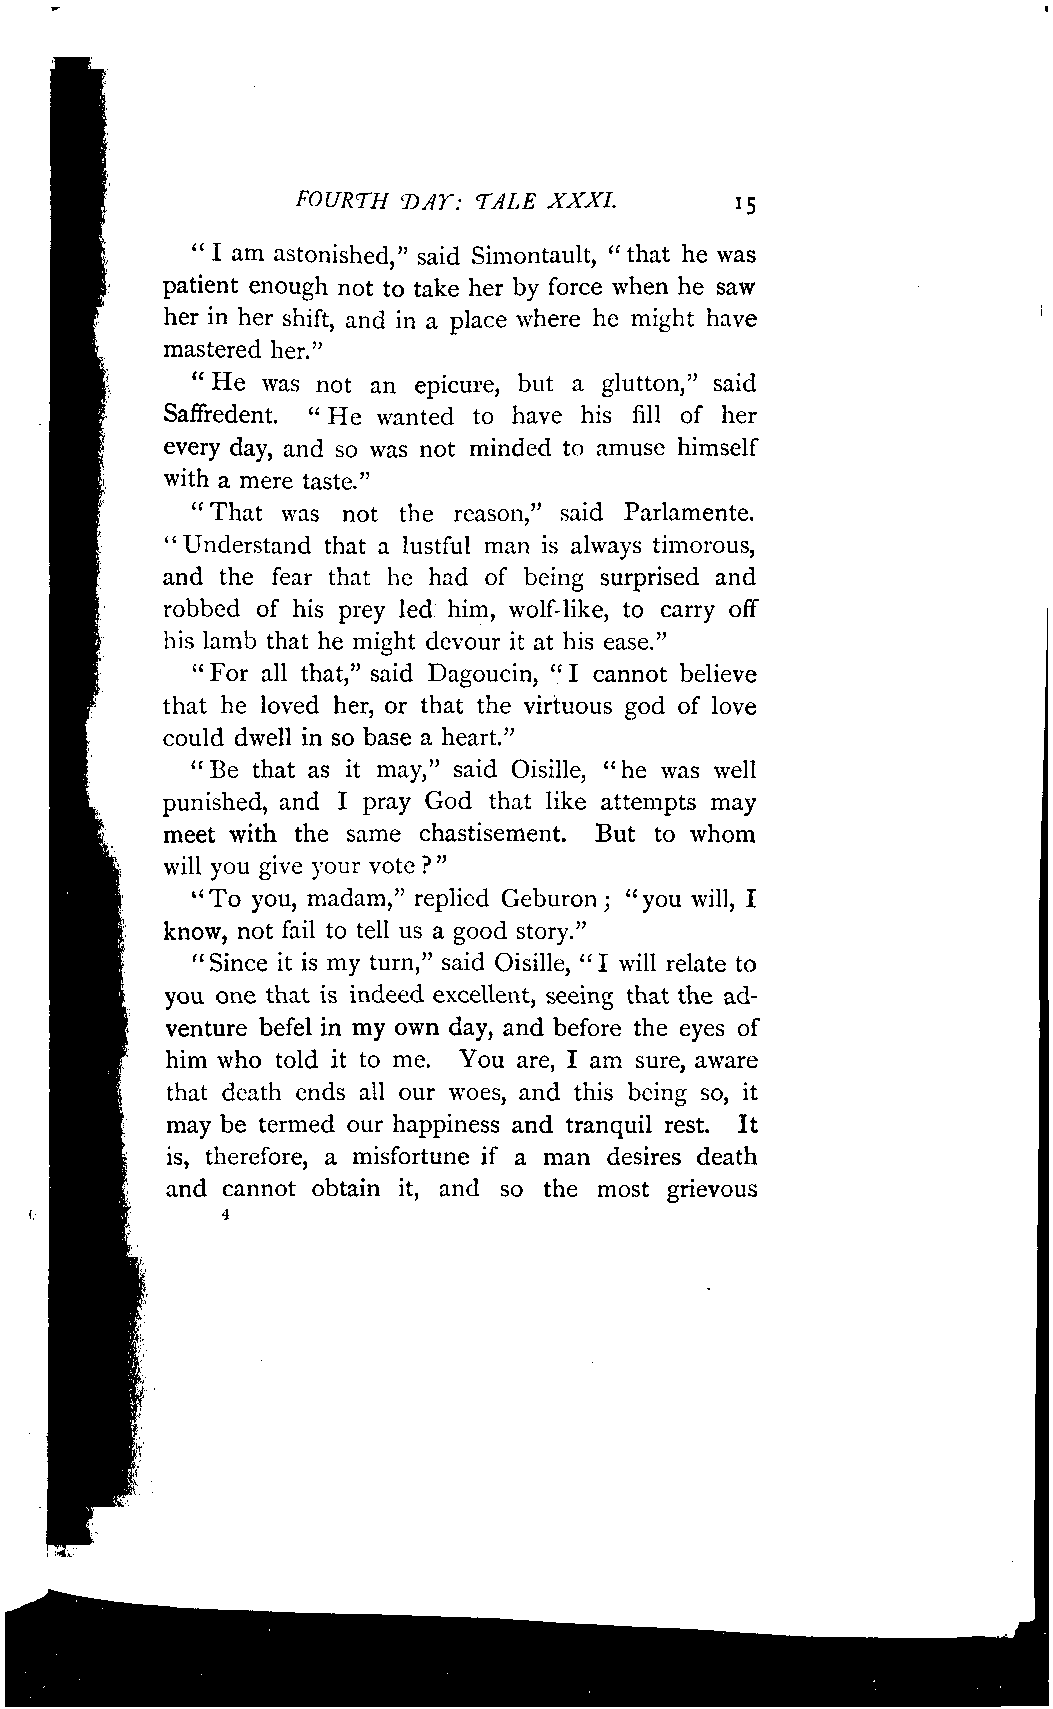 FOURTH DAY: TALE XXXI. 15
“I am astonished,” said Simontault, “that he was
patient enough not to take her by force when he saw
her in her shift, and in a place where he might have
mastered her.”
“He was not an epicure, but a glutton,” said
Saffredent. “He wanted to have his fill of her
every day, and so was not minded to amuse himself
with a mere taste.”
“That was not the reason,” said Parlamente.
“Understand that a lustful man is always timorous,
and the fear that he had of being surprised and
robbed of his prey led him, wolf-like, to carry off
his lamb that he might devour it at his ease.”
“For all that,” said Dagoucin, “I cannot believe
that he loved her, or that the virtuous god of love
could dwell in so base a heart.”
“Be that as it may,” said Oisille, “he was well
punished, and I pray God that like attempts may
meet with the same chastisement. But to whom
will you give your vote?”
“To you, madam,” replied Geburon; “you will, I
know, not fail to tell us a good story.”
“Since it is my turn,” said Oisille, “I will relate to
you one that is indeed excellent, seeing that the ad-
venture befel in my own day, and before the eyes of
him who told it to me. You are, I am sure, aware
that death ends all our woes, and this being so, it
may be termed our happiness and tranquil rest. It
is, therefore, a misfortune if a man desires death
and cannot obtain it, and so the most grievous
4